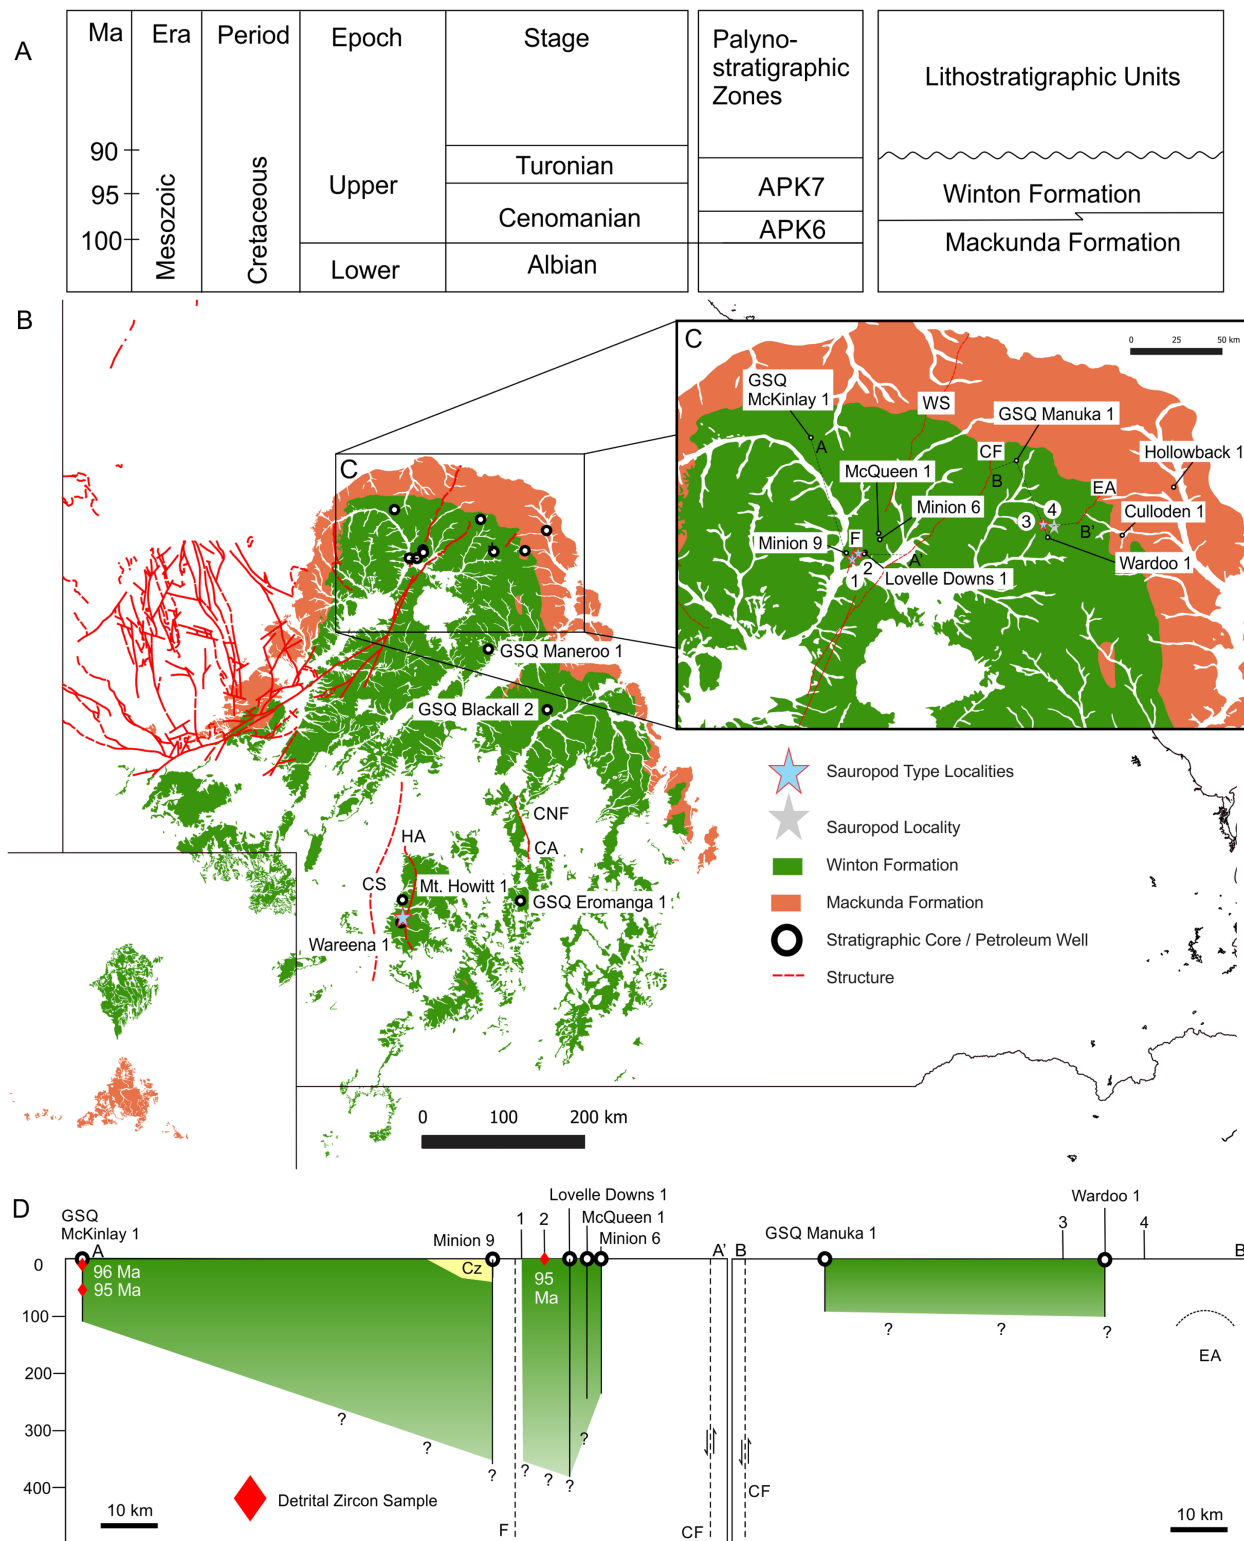 A
Ma
Era
Period
Epoch
Stage
Palyno-
stratigraphic
Zones
Lithostratigraphic Units
90
95
100
Mesozoic
Cretaceous
Upper
Lower
Turonian
Cenomanian
Albian
APK7
APK6
Winton Formation
Mackunda Formation
B
C
GSQ Maneroo 1
GSQ Blackall 2
CNF
CA
HA
CS
Mt. Howitt 1
GSQ Eromanga 1
Wareena 1
0 100 200 km
C
0 25 50 km
GSQ
McKinlay 1
A
WS
GSQ Manuka 1
CF
B
Hollowback 1
McQueen 1
EA
Minion 6
3
4
Culloden 1
B'
Minion 9
F
A'
Wardoo 1
2
1
Lovelle Downs 1
Sauropod Type Localities
Sauropod Locality
Winton Formation
Mackunda Formation
Stratigraphic Core / Petroleum Well
Structure
D
GSQ
McKinlay 1
A
Minion 9
1
2
Lovelle Downs 1
McQueen 1
Minion 6
A'
B
GSQ Manuka 1
3
Wardoo 1
4
B
0
100
200
300
400
96 Ma
95 Ma
Cz
95
Ma
?
?
?
?
?
?
?
?
?
?
EA
F
CF
CF
Detrital Zircon Sample
10 km
10 km